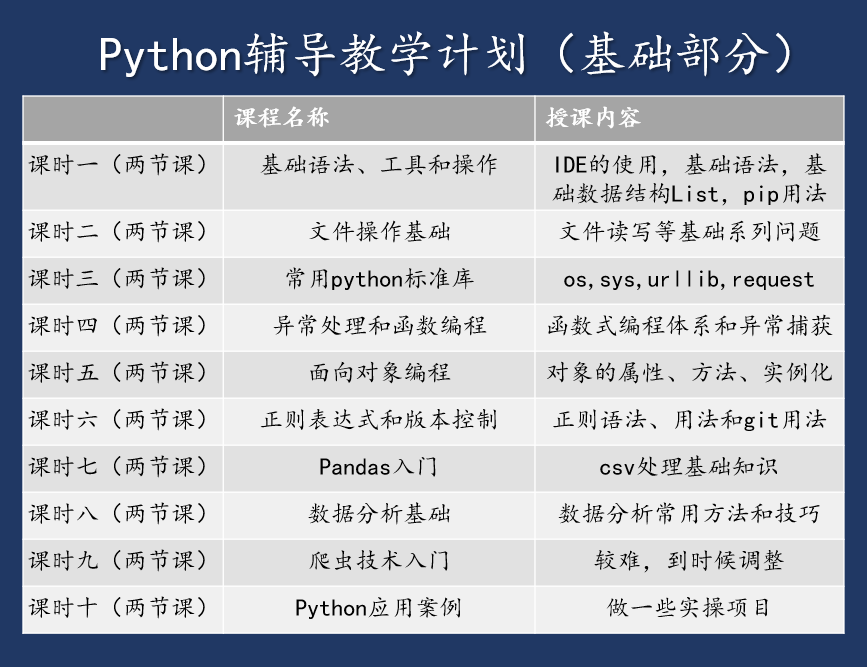 Python辅导教学计划（基础部分）
课程名称 授课内容
课时一（两节课） 基础语法、工具和操作 IDE的使用，基础语法，基
础数据结构List，pip用法
课时二（两节课） 文件操作基础 文件读写等基础系列问题
课时三（两节课） 常用python标准库 os,sys,urllib,request
课时四（两节课） 异常处理和函数编程 函数式编程体系和异常捕获
课时五（两节课） 面向对象编程 对象的属性、方法、实例化
课时六（两节课） 正则表达式和版本控制 正则语法、用法和git用法
课时七（两节课） Pandas入门 csv处理基础知识
课时八（两节课） 数据分析基础 数据分析常用方法和技巧
课时九（两节课） 爬虫技术入门 较难，到时候调整
课时十（两节课） Python应用案例 做一些实操项目